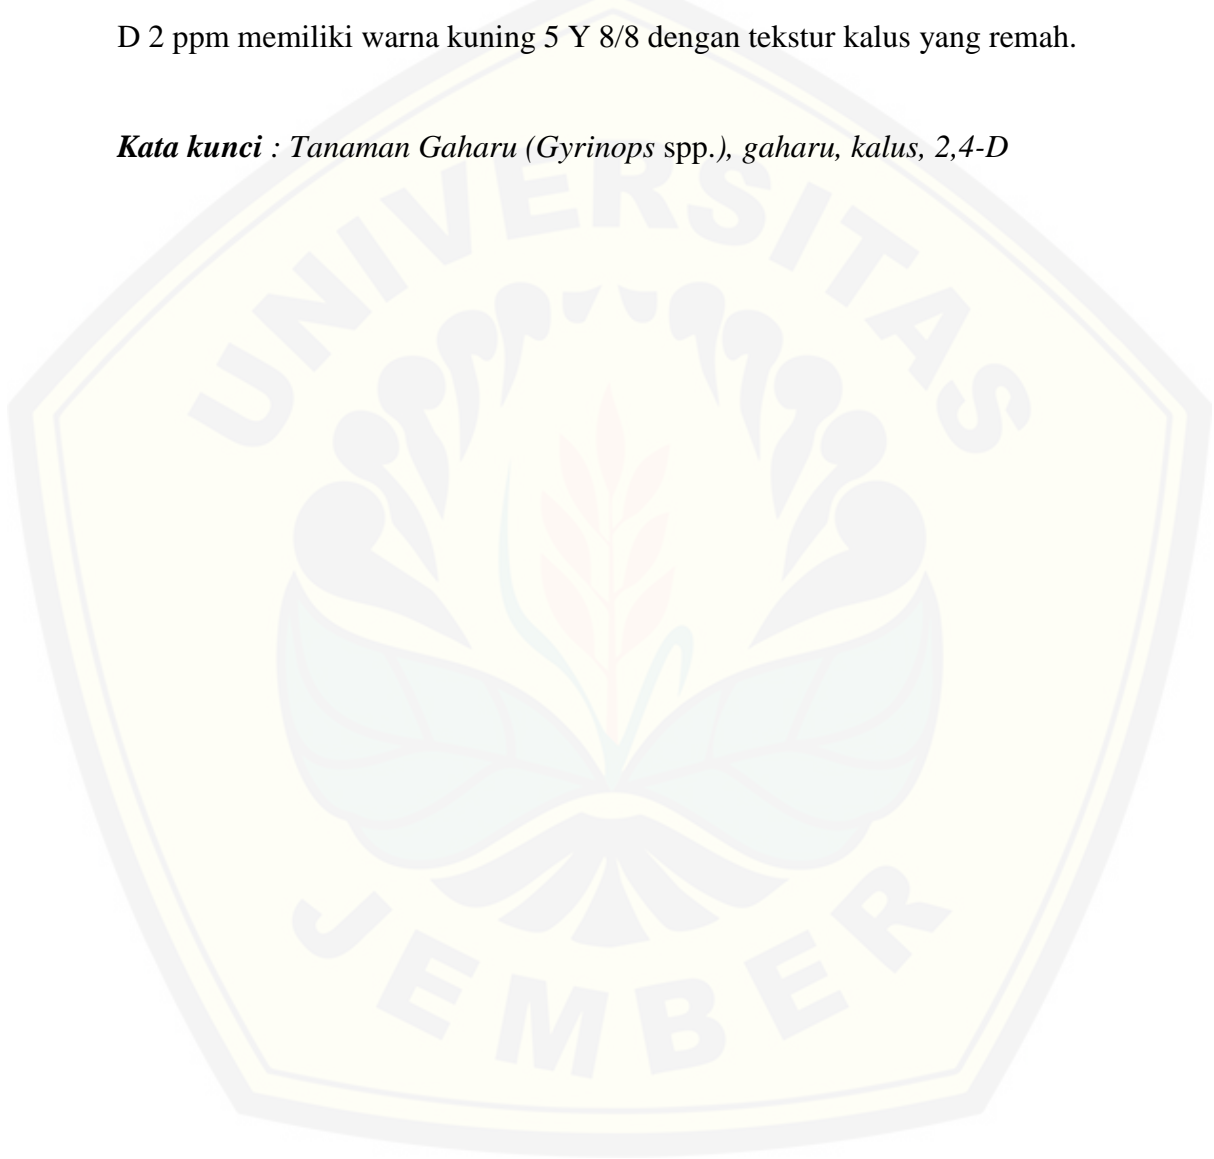 D 2 ppm memiliki warna kuning 5 Y 8/8 dengan tekstur kalus yang remah.
Kata kunci : Tanaman Gaharu (Gyrinops spp.), gaharu, kalus, 2,4-D
UNIVERSITAS
JEMBER